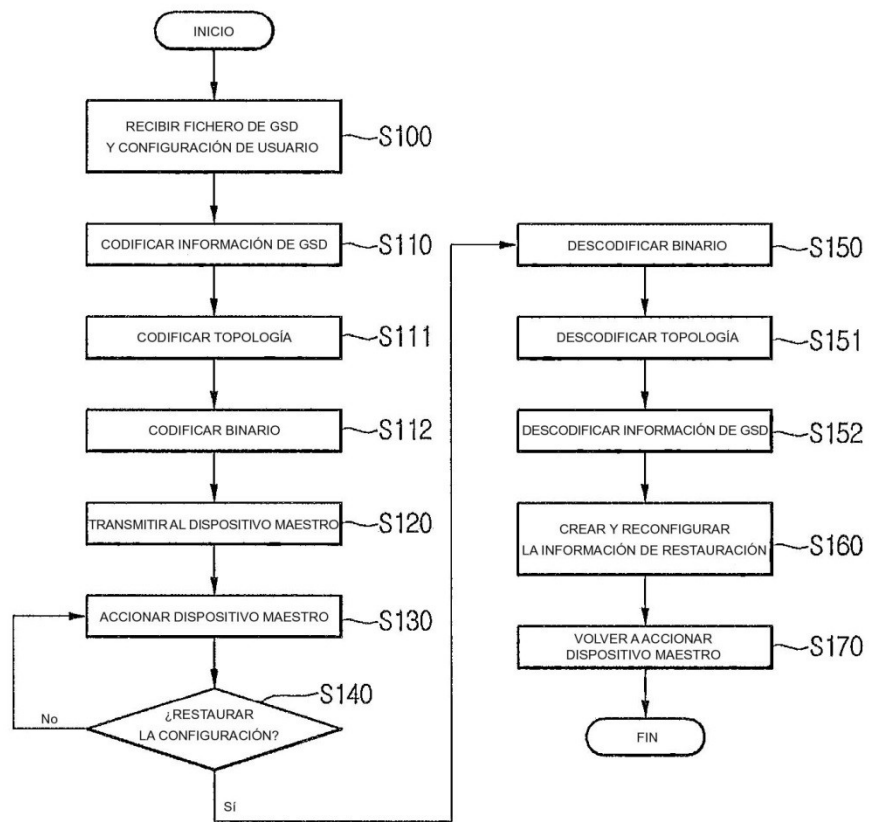 INICIO
RECIBIR FICHERO DE GSD
Y CONFIGURACIÓN DE USUARIO
S100
CODIFICAR INFORMACIÓN DE GSD
S110
CODIFICAR TOPOLOGÍA
S111
CODIFICAR BINARIO
S112
TRANSMITIR AL DISPOSITIVO MAESTRO
S120
ACCIONAR DISPOSITIVO MAESTRO
S130
S140
¿RESTAURAR
LA CONFIGURACIÓN?
No
Sí
DESCODIFICAR BINARIO
S150
DESCODIFICAR TOPOLOGÍA
S151
DESCODIFICAR INFORMACIÓN DE GSD
S152
CREAR Y RECONFIGURAR
LA INFORMACIÓN DE RESTAURACIÓN
S160
VOLVER A ACCIONAR
DISPOSITIVO MAESTRO
S170
FIN